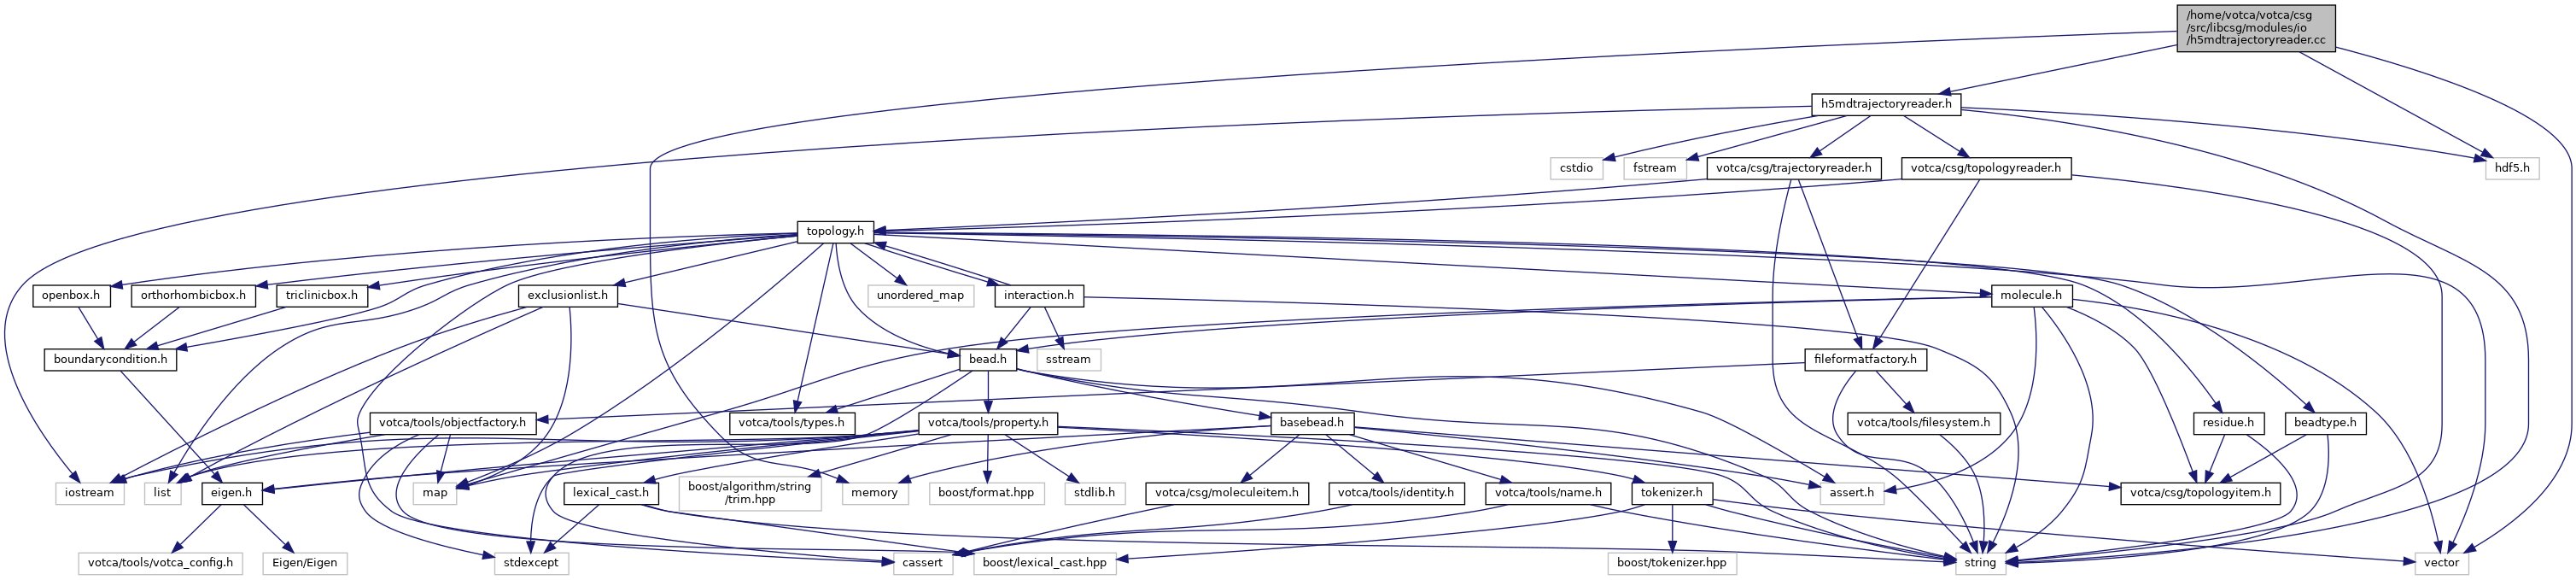 /home/votca/votca/csg
/src/libcsg/modules/io
/h5mdtrajectoryreader.cc
h5mdtrajectoryreader.h
cstdio
fstream
votca/csg/trajectoryreader.h
votca/csg/topologyreader.h
hdf5.h
topology.h
openbox.h
orthorhombicbox.h
triclinicbox.h
exclusionlist.h
unordered_map
interaction.h
molecule.h
boundarycondition.h
bead.h
sstream
fileformatfactory.h
votca/tools/objectfactory.h
votca/tools/types.h
votca/tools/property.h
basebead.h
votca/tools/filesystem.h
residue.h
beadtype.h
iostream
list
eigen.h
map
lexical_cast.h
boost/algorithm/string
/trim.hpp
memory
boost/format.hpp
stdlib.h
votca/csg/moleculeitem.h
votca/tools/identity.h
votca/tools/name.h
tokenizer.h
assert.h
votca/csg/topologyitem.h
votca/tools/votca_config.h
Eigen/Eigen
stdexcept
cassert
boost/lexical_cast.hpp
boost/tokenizer.hpp
string
vector